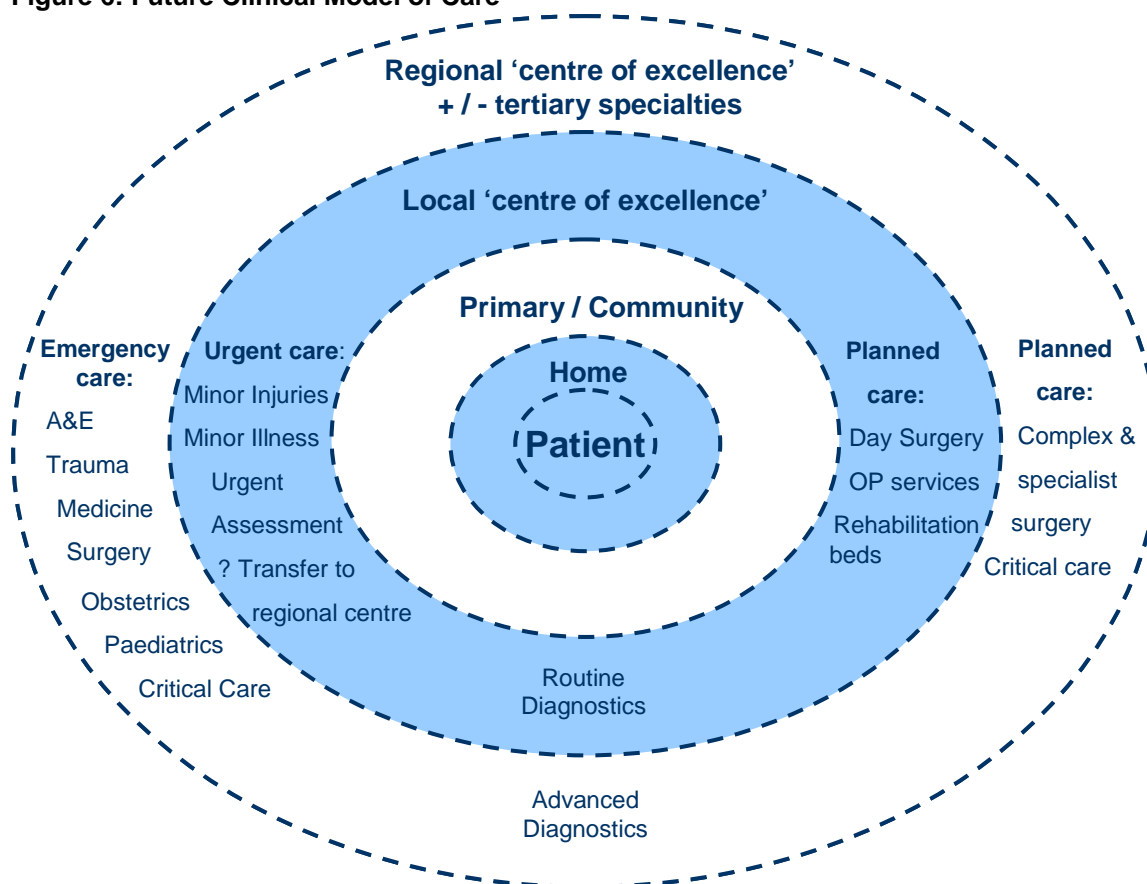 Regional ‘centre of excellence’
+ / - tertiary specialties
Local ‘centre of excellence’
Primary / Community
Home
Patient
Emergency
care:
A&E
Trauma
Medicine
Surgery
Obstetrics
Paediatrics
Critical Care
Urgent care:
Minor Injuries
Minor Illness
Urgent
Assessment
? Transfer to
regional centre
Planned
care:
Day Surgery
OP services
Rehabilitation
beds
Planned
care:
Complex &
specialist
surgery
Critical care
Routine
Diagnostics
Advanced
Diagnostics